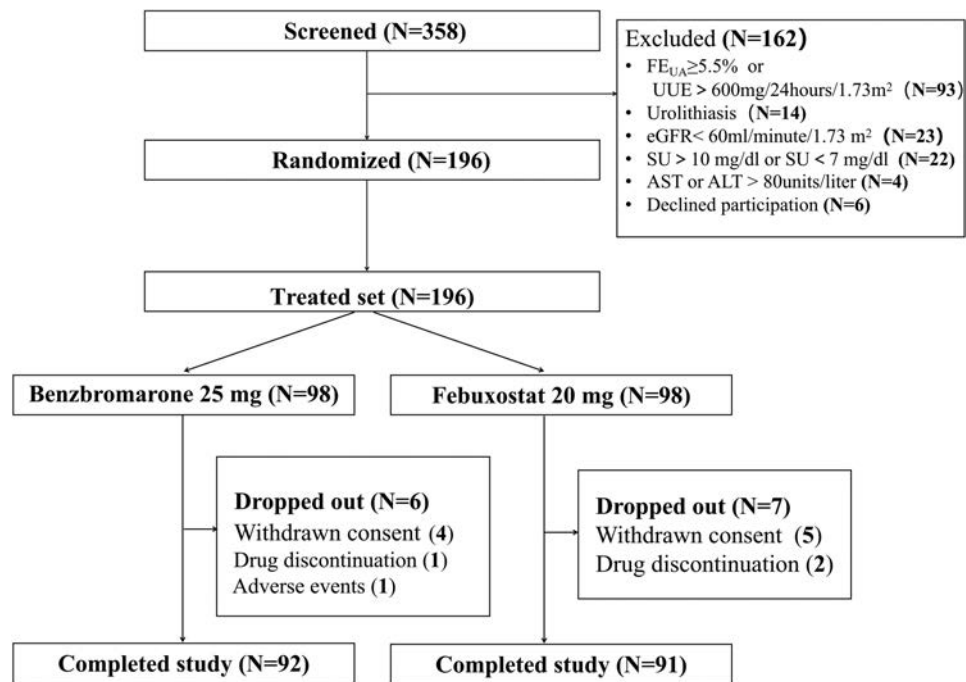 Screened (N=358)
Excluded (N=162)
• FEUA≥5.5% or
UUE > 600mg/24hours/1.73m² (N=93)
• Urolithiasis (N=14)
• eGFR< 60ml/minute/1.73 m² (N=23)
• SU > 10 mg/dl or SU < 7 mg/dl (N=22)
• AST or ALT > 80units/liter (N=4)
• Declined participation (N=6)
Randomized (N=196)
Treated set (N=196)
Benzbromarone 25 mg (N=98)
Febuxostat 20 mg (N=98)
Dropped out (N=6)
Withdrawn consent (4)
Drug discontinuation (1)
Adverse events (1)
Dropped out (N=7)
Withdrawn consent (5)
Drug discontinuation (2)
Completed study (N=92)
Completed study (N=91)